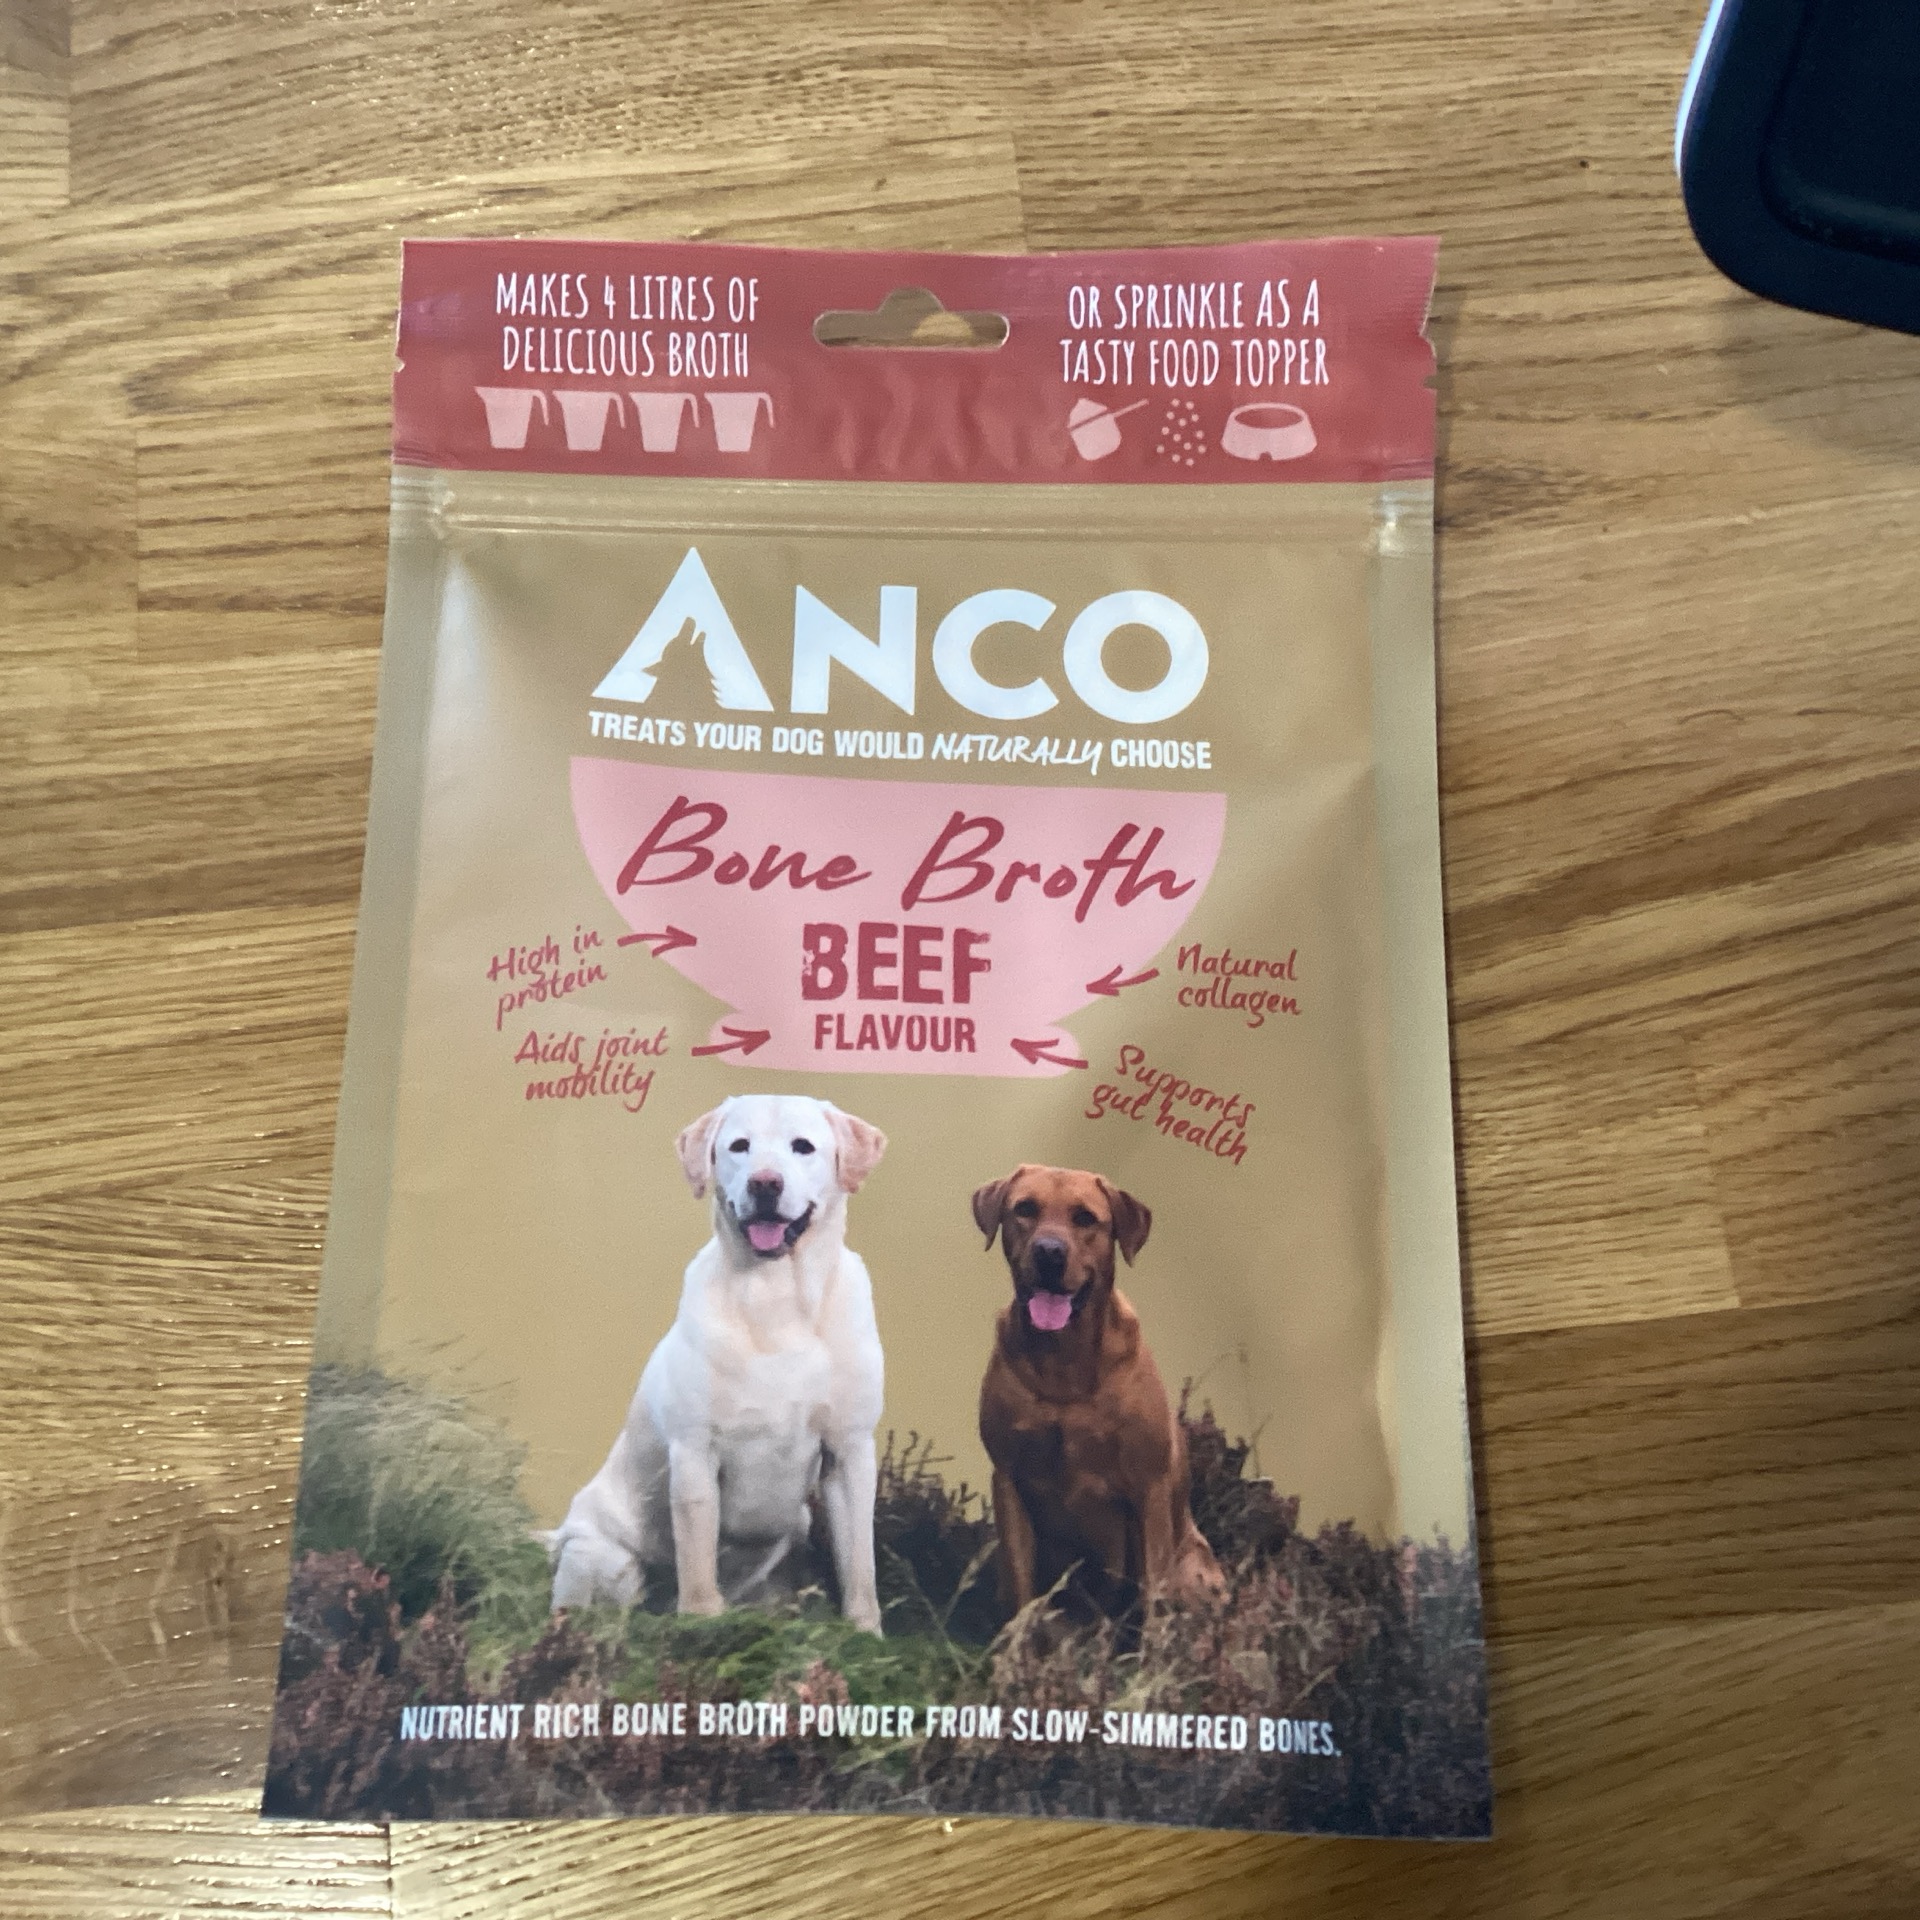 MAKES 4 LITRES OF
DELICIOUS BROTH
OR SPRINKLE AS A
TASTY FOOD TOPPER
ANCO
TREATS YOUR DOG WOULD NATURALLY CHOOSE
Bone Broth
BEEF
FLAVOUR
High in
protein
Natural
collagen
Aids joint
mobility
Supports
gut health
NUTRIENT RICH BONE BROTH POWDER FROM SLOW-SIMMERED BONES.